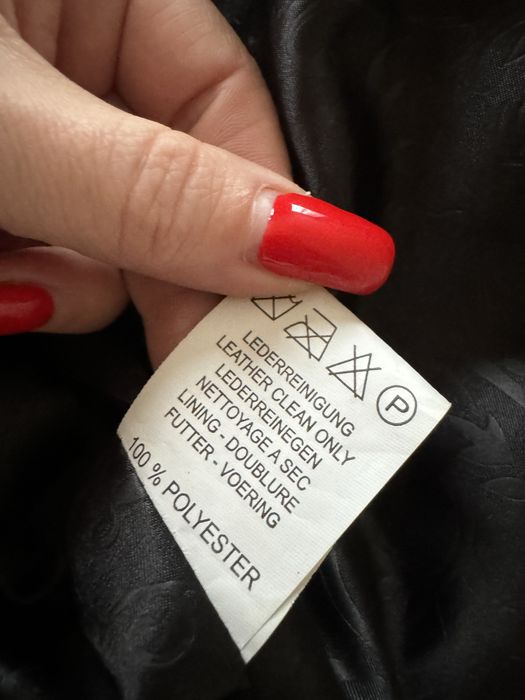 P
LEDERREINIGUNG
LEATHER CLEAN ONLY
LEDERREINEGEN
NETTOYAGE A SEC
LINING - DOUBLURE
FUTTER - VOERING
100 % POLYESTER